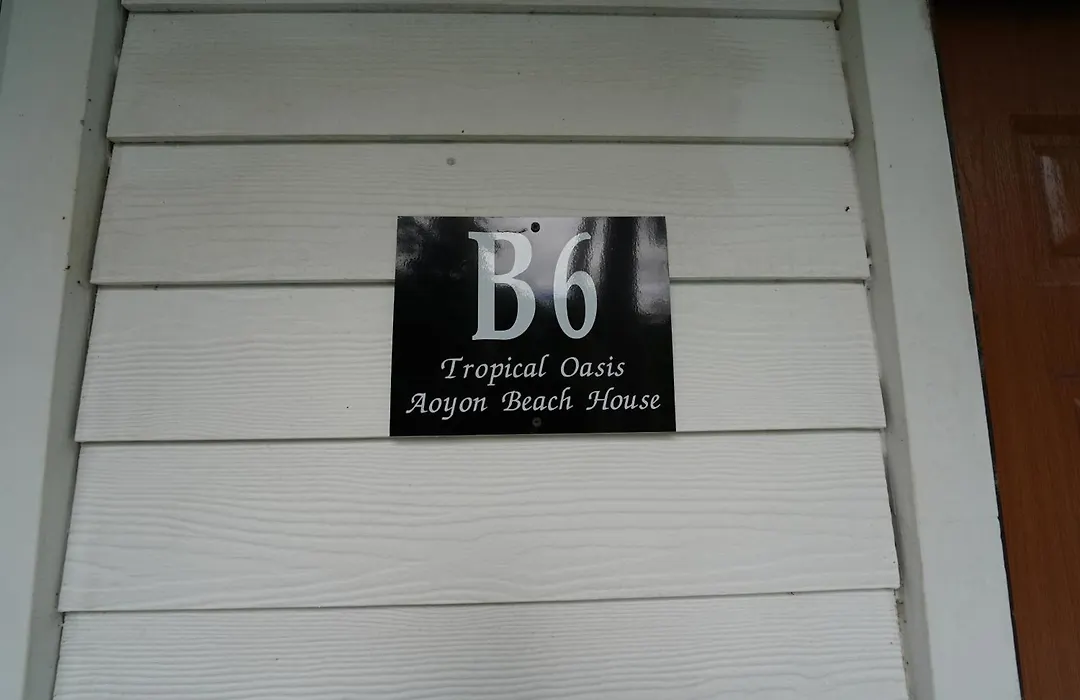 B6
Tropical Oasis
Aoyon Beach House